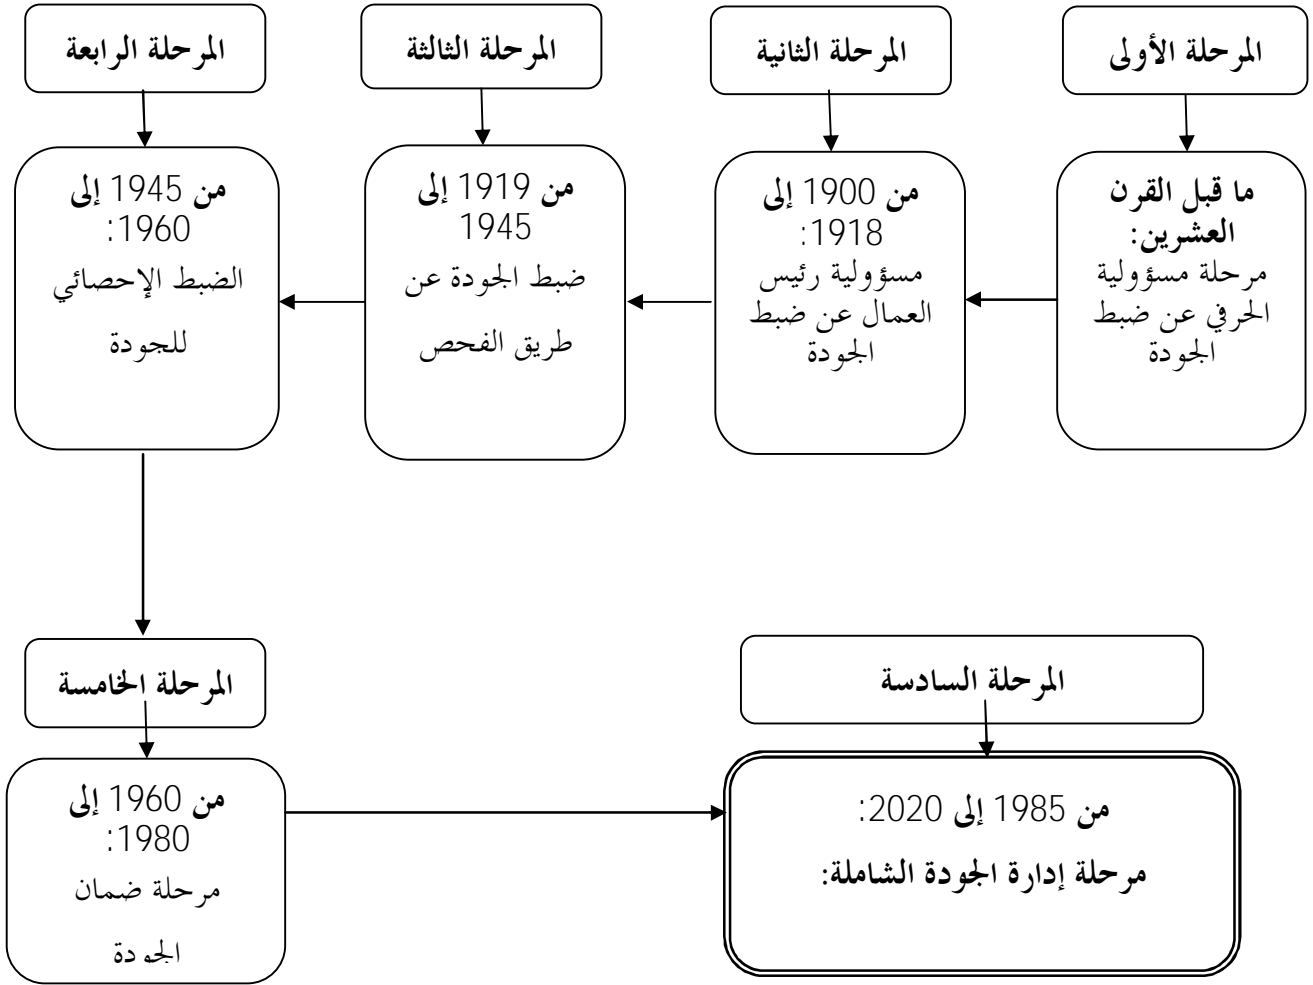 المرحلة الأولى
ما قبل القرن
العشرين:
مرحلة مسؤولية
الحرفي عن ضبط
الجودة
المرحلة الثانية
من 1900 إلى
1918:
مسؤولية رئيس
العمال عن ضبط
الجودة
المرحلة الثالثة
من 1919 إلى
1945
ضبط الجودة عن
طريق الفحص
المرحلة الرابعة
من 1945 إلى
1960:
الضبط الإحصائي
للجودة
المرحلة الخامسة
من 1960 إلى
1980:
مرحلة ضمان
الجودة
المرحلة السادسة
من 1985 إلى 2020:
مرحلة إدارة الجودة الشاملة: